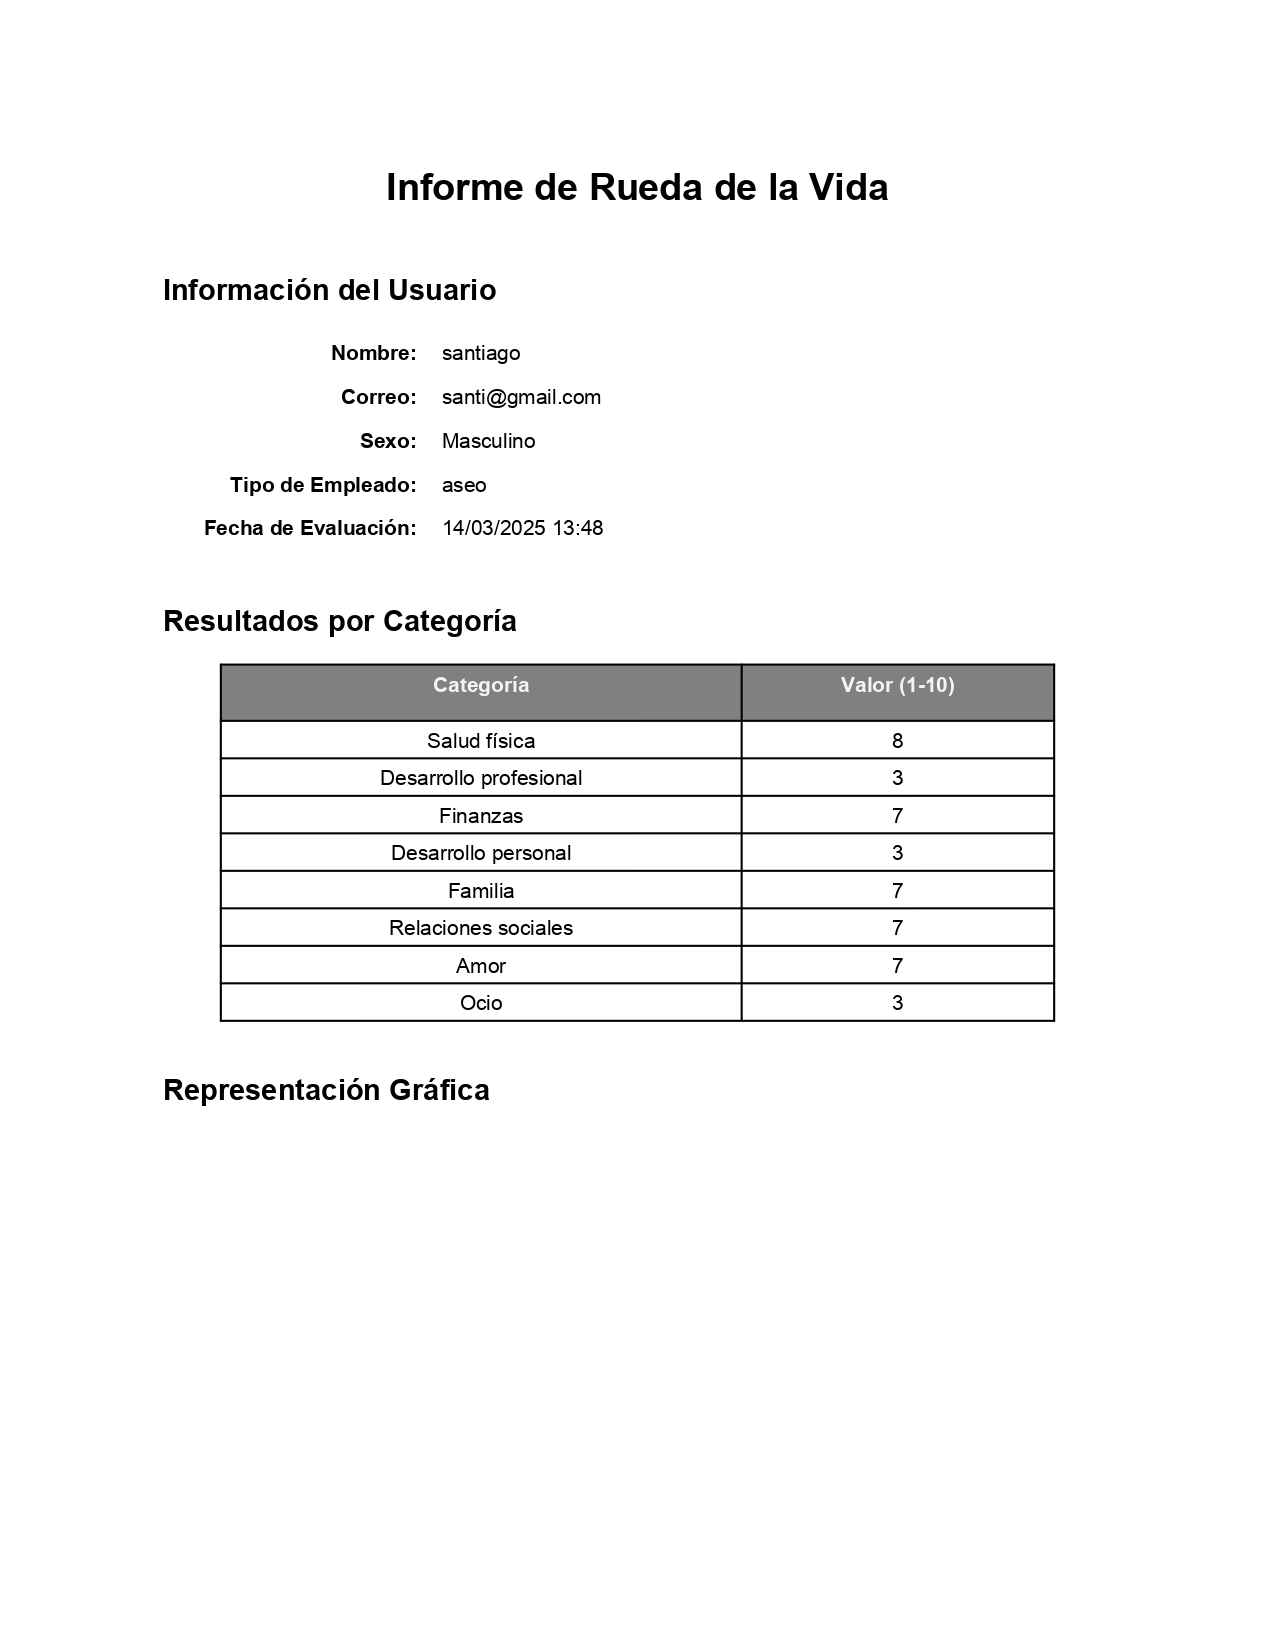 Informe de Rueda de la Vida
Información del Usuario
Nombre: santiago
Correo: santi@gmail.com
Sexo: Masculino
Tipo de Empleado: aseo
Fecha de Evaluación: 14/03/2025 13:48
Resultados por Categoría
Categoría Valor (1-10)
Salud física 8
Desarrollo profesional 3
Finanzas 7
Desarrollo personal 3
Familia 7
Relaciones sociales 7
Amor 7
Ocio 3
Representación Gráfica